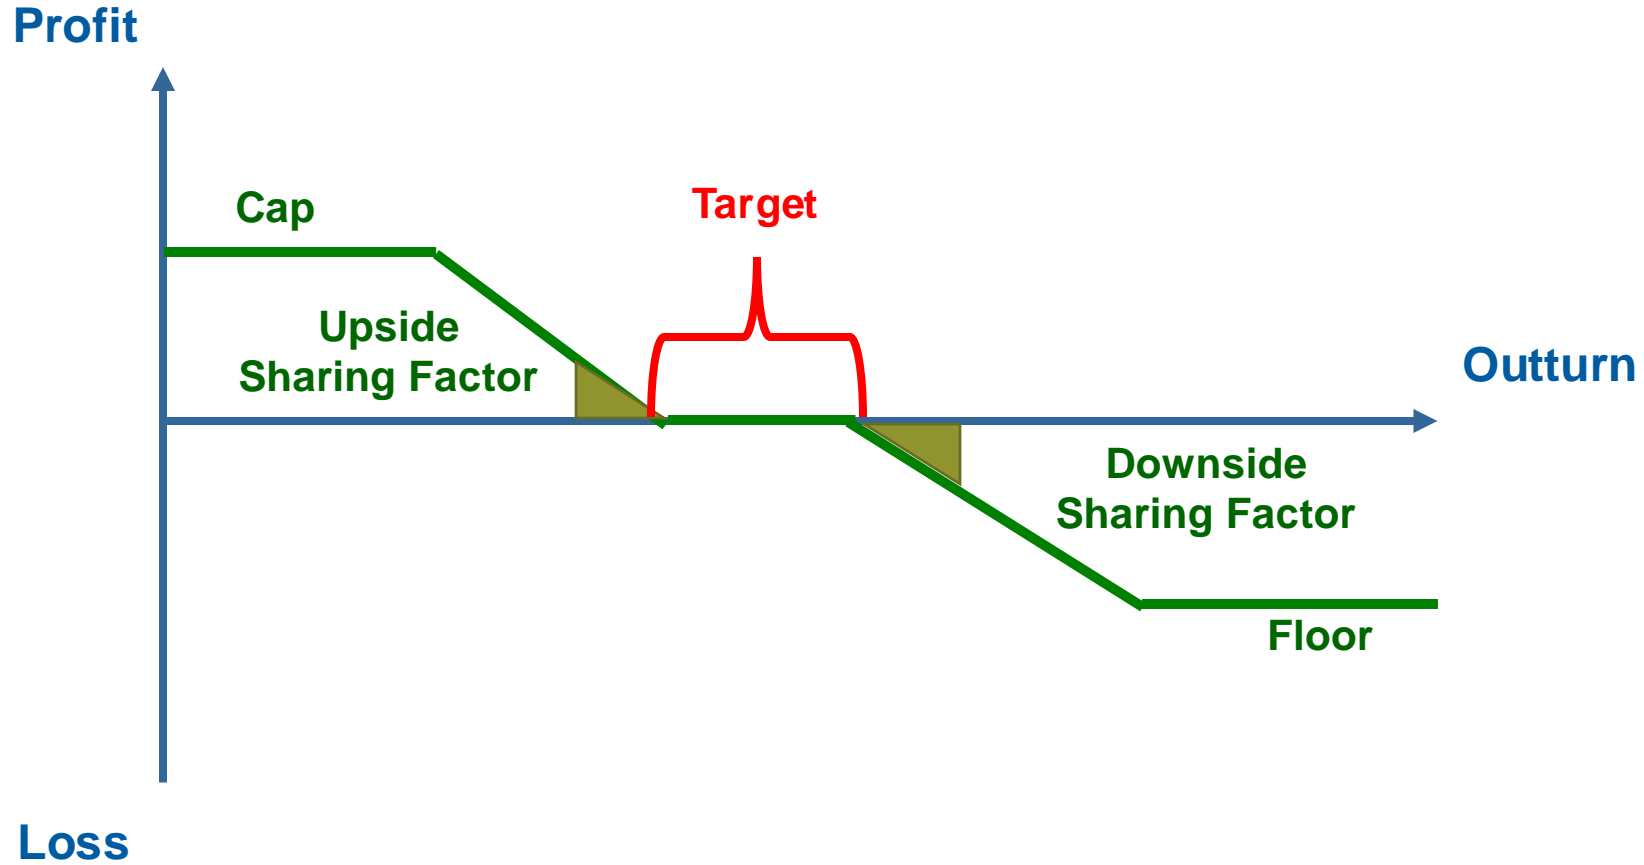 Profit
Cap
Target
Upside
Sharing Factor
Outturn
Downside
Sharing Factor
Floor
Loss